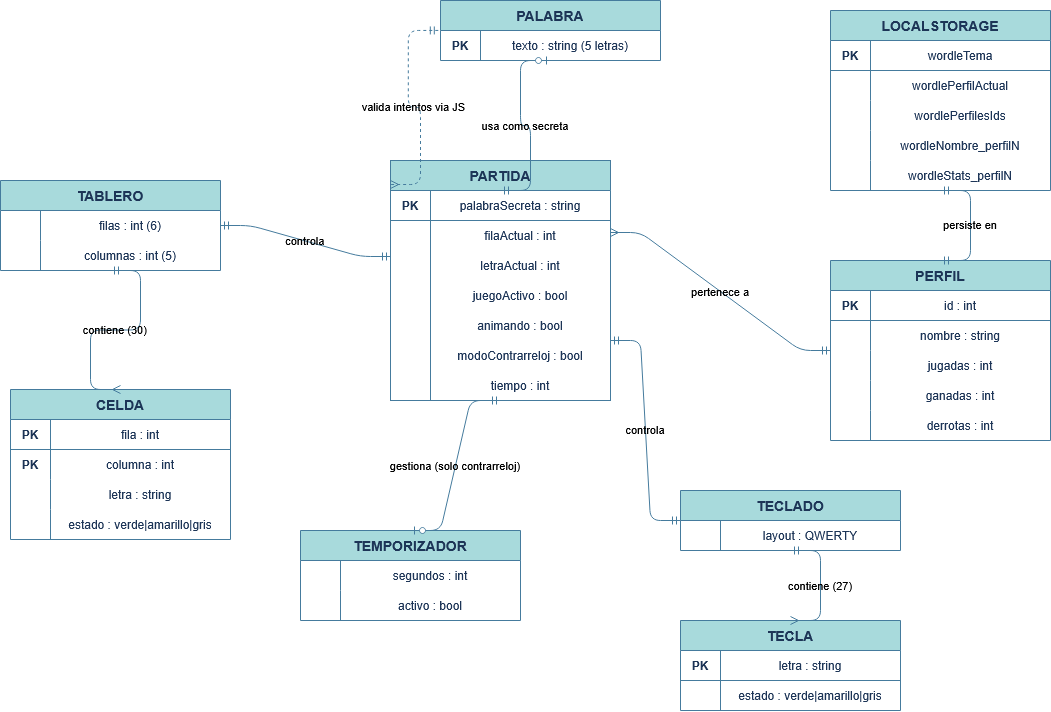 PALABRA
PK texto : string (5 letras)
valida intentos via JS
usa como secreta
LOCALSTORAGE
PK wordleTema
wordlePerfilActual
wordlePerfilesIds
wordleNombre_perfilN
wordleStats_perfilN
persiste en
TABLERO
filas : int (6)
columnas : int (5)
controla
PARTIDA
PK palabraSecreta : string
filaActual : int
letraActual : int
juegoActivo : bool
animando : bool
modoContrarreloj : bool
tiempo : int
pertenece a
PERFIL
PK id : int
nombre : string
jugadas : int
ganadas : int
derrotas : int
contiene (30)
CELDA
PK fila : int
PK columna : int
letra : string
estado : verde|amarillo|gris
gestiona (solo contrarreloj)
TEMPORIZADOR
segundos : int
activo : bool
controla
TECLADO
layout : QWERTY
contiene (27)
TECLA
PK letra : string
estado : verde|amarillo|gris